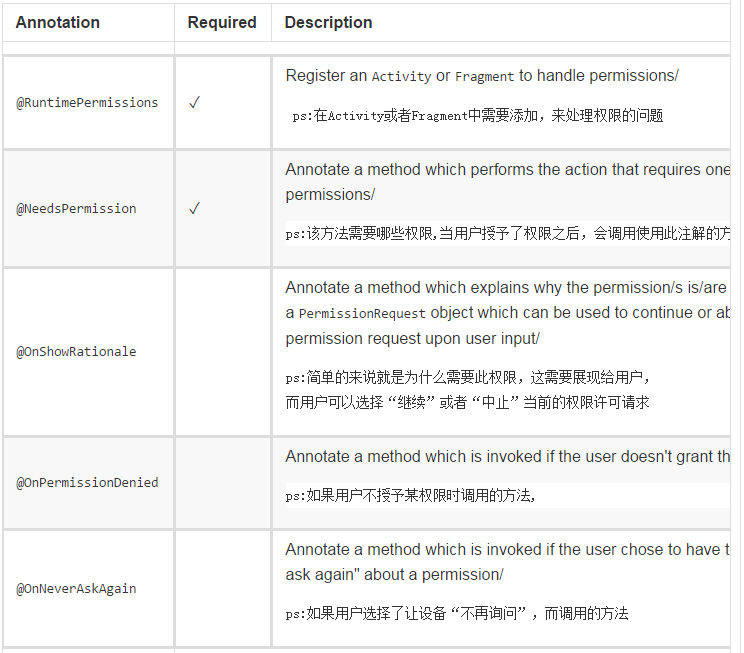 Annotation Required Description
@RuntimePermissions ✓ Register an Activity or Fragment to handle permissions/
ps:在Activity或者Fragment中需要添加，来处理权限的问题
@NeedsPermission ✓ Annotate a method which performs the action that requires one
permissions/
ps:该方法需要哪些权限,当用户授予了权限之后，会调用使用此注解的方
@OnShowRationale Annotate a method which explains why the permission/s is/are
a PermissionRequest object which can be used to continue or ab
permission request upon user input/
ps:简单的来说就是为什么需要此权限，这需要展现给用户，
而用户可以选择“继续”或者“中止”当前的权限许可请求
@OnPermissionDenied Annotate a method which is invoked if the user doesn't grant th
ps:如果用户不授予某权限时调用的方法,
@OnNeverAskAgain Annotate a method which is invoked if the user chose to have t
ask again" about a permission/
ps:如果用户选择了让设备“不再询问”，而调用的方法